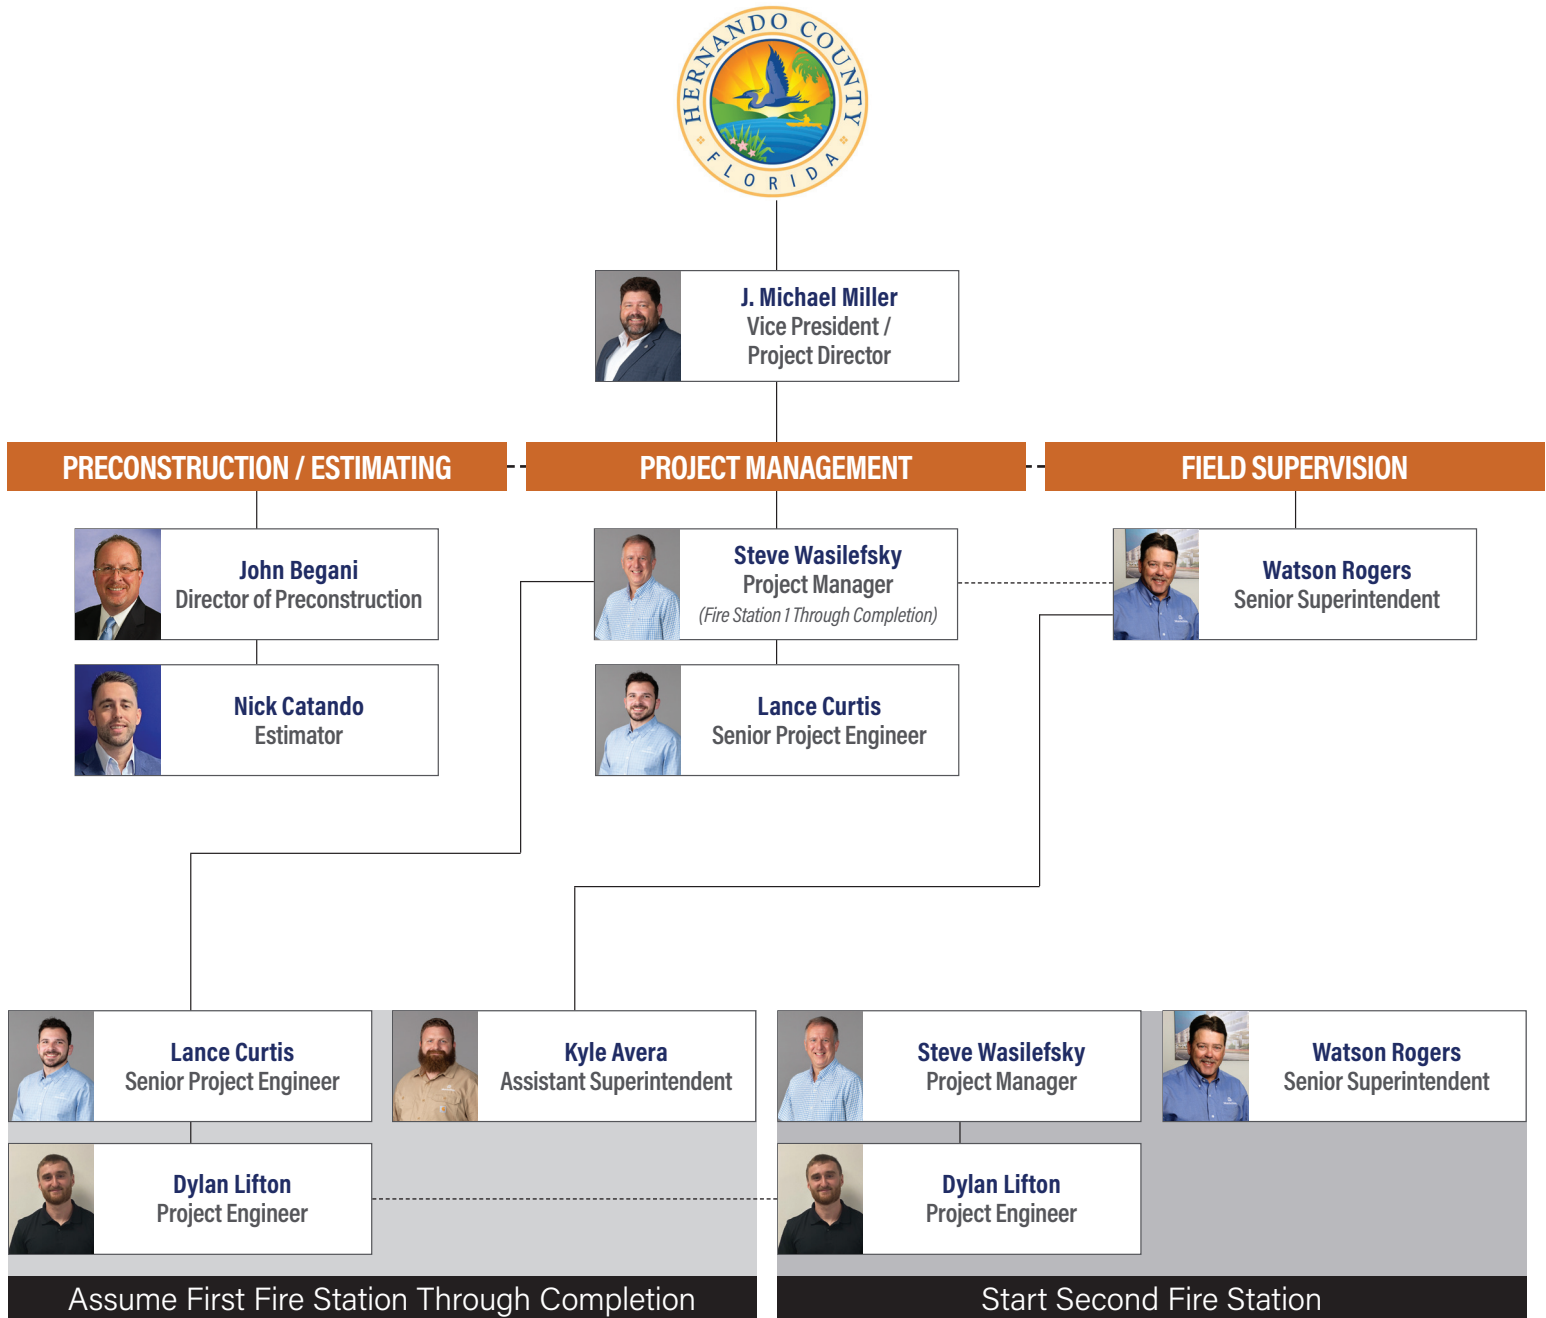 HERNANDO COUNTY
FLORIDA
J. Michael Miller
Vice President /
Project Director
PRECONSTRUCTION / ESTIMATING
PROJECT MANAGEMENT
FIELD SUPERVISION
John Begani
Director of Preconstruction
Steve Wasilefsky
Project Manager
(Fire Station 1 Through Completion)
Watson Rogers
Senior Superintendent
Nick Catando
Estimator
Lance Curtis
Senior Project Engineer
Lance Curtis
Senior Project Engineer
Kyle Avera
Assistant Superintendent
Steve Wasilefsky
Project Manager
Watson Rogers
Senior Superintendent
Dylan Lifton
Project Engineer
Dylan Lifton
Project Engineer
Assume First Fire Station Through Completion
Start Second Fire Station